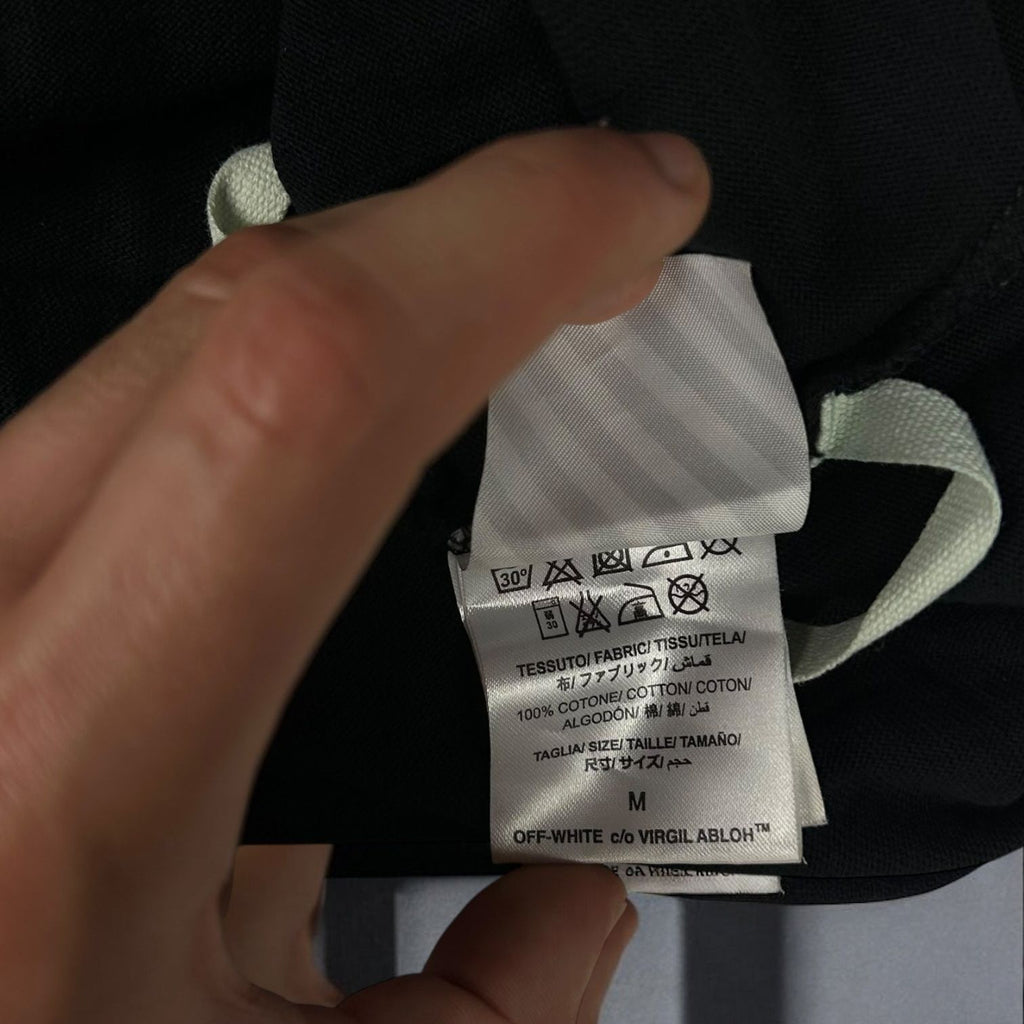 30°
30
TESSUTO/ FABRIC/ TISSU/TELA/
布/ファブリック/ قماش/
100% COTONE/ COTTON/ COTON/
ALGODÓN/ 棉/ 綿/ قطن/
TAGLIA/ SIZE/ TAILLE/ TAMAÑO/
尺寸/サイズ/ حجم/
M
OFF-WHITE c/o VIRGIL ABLOH™